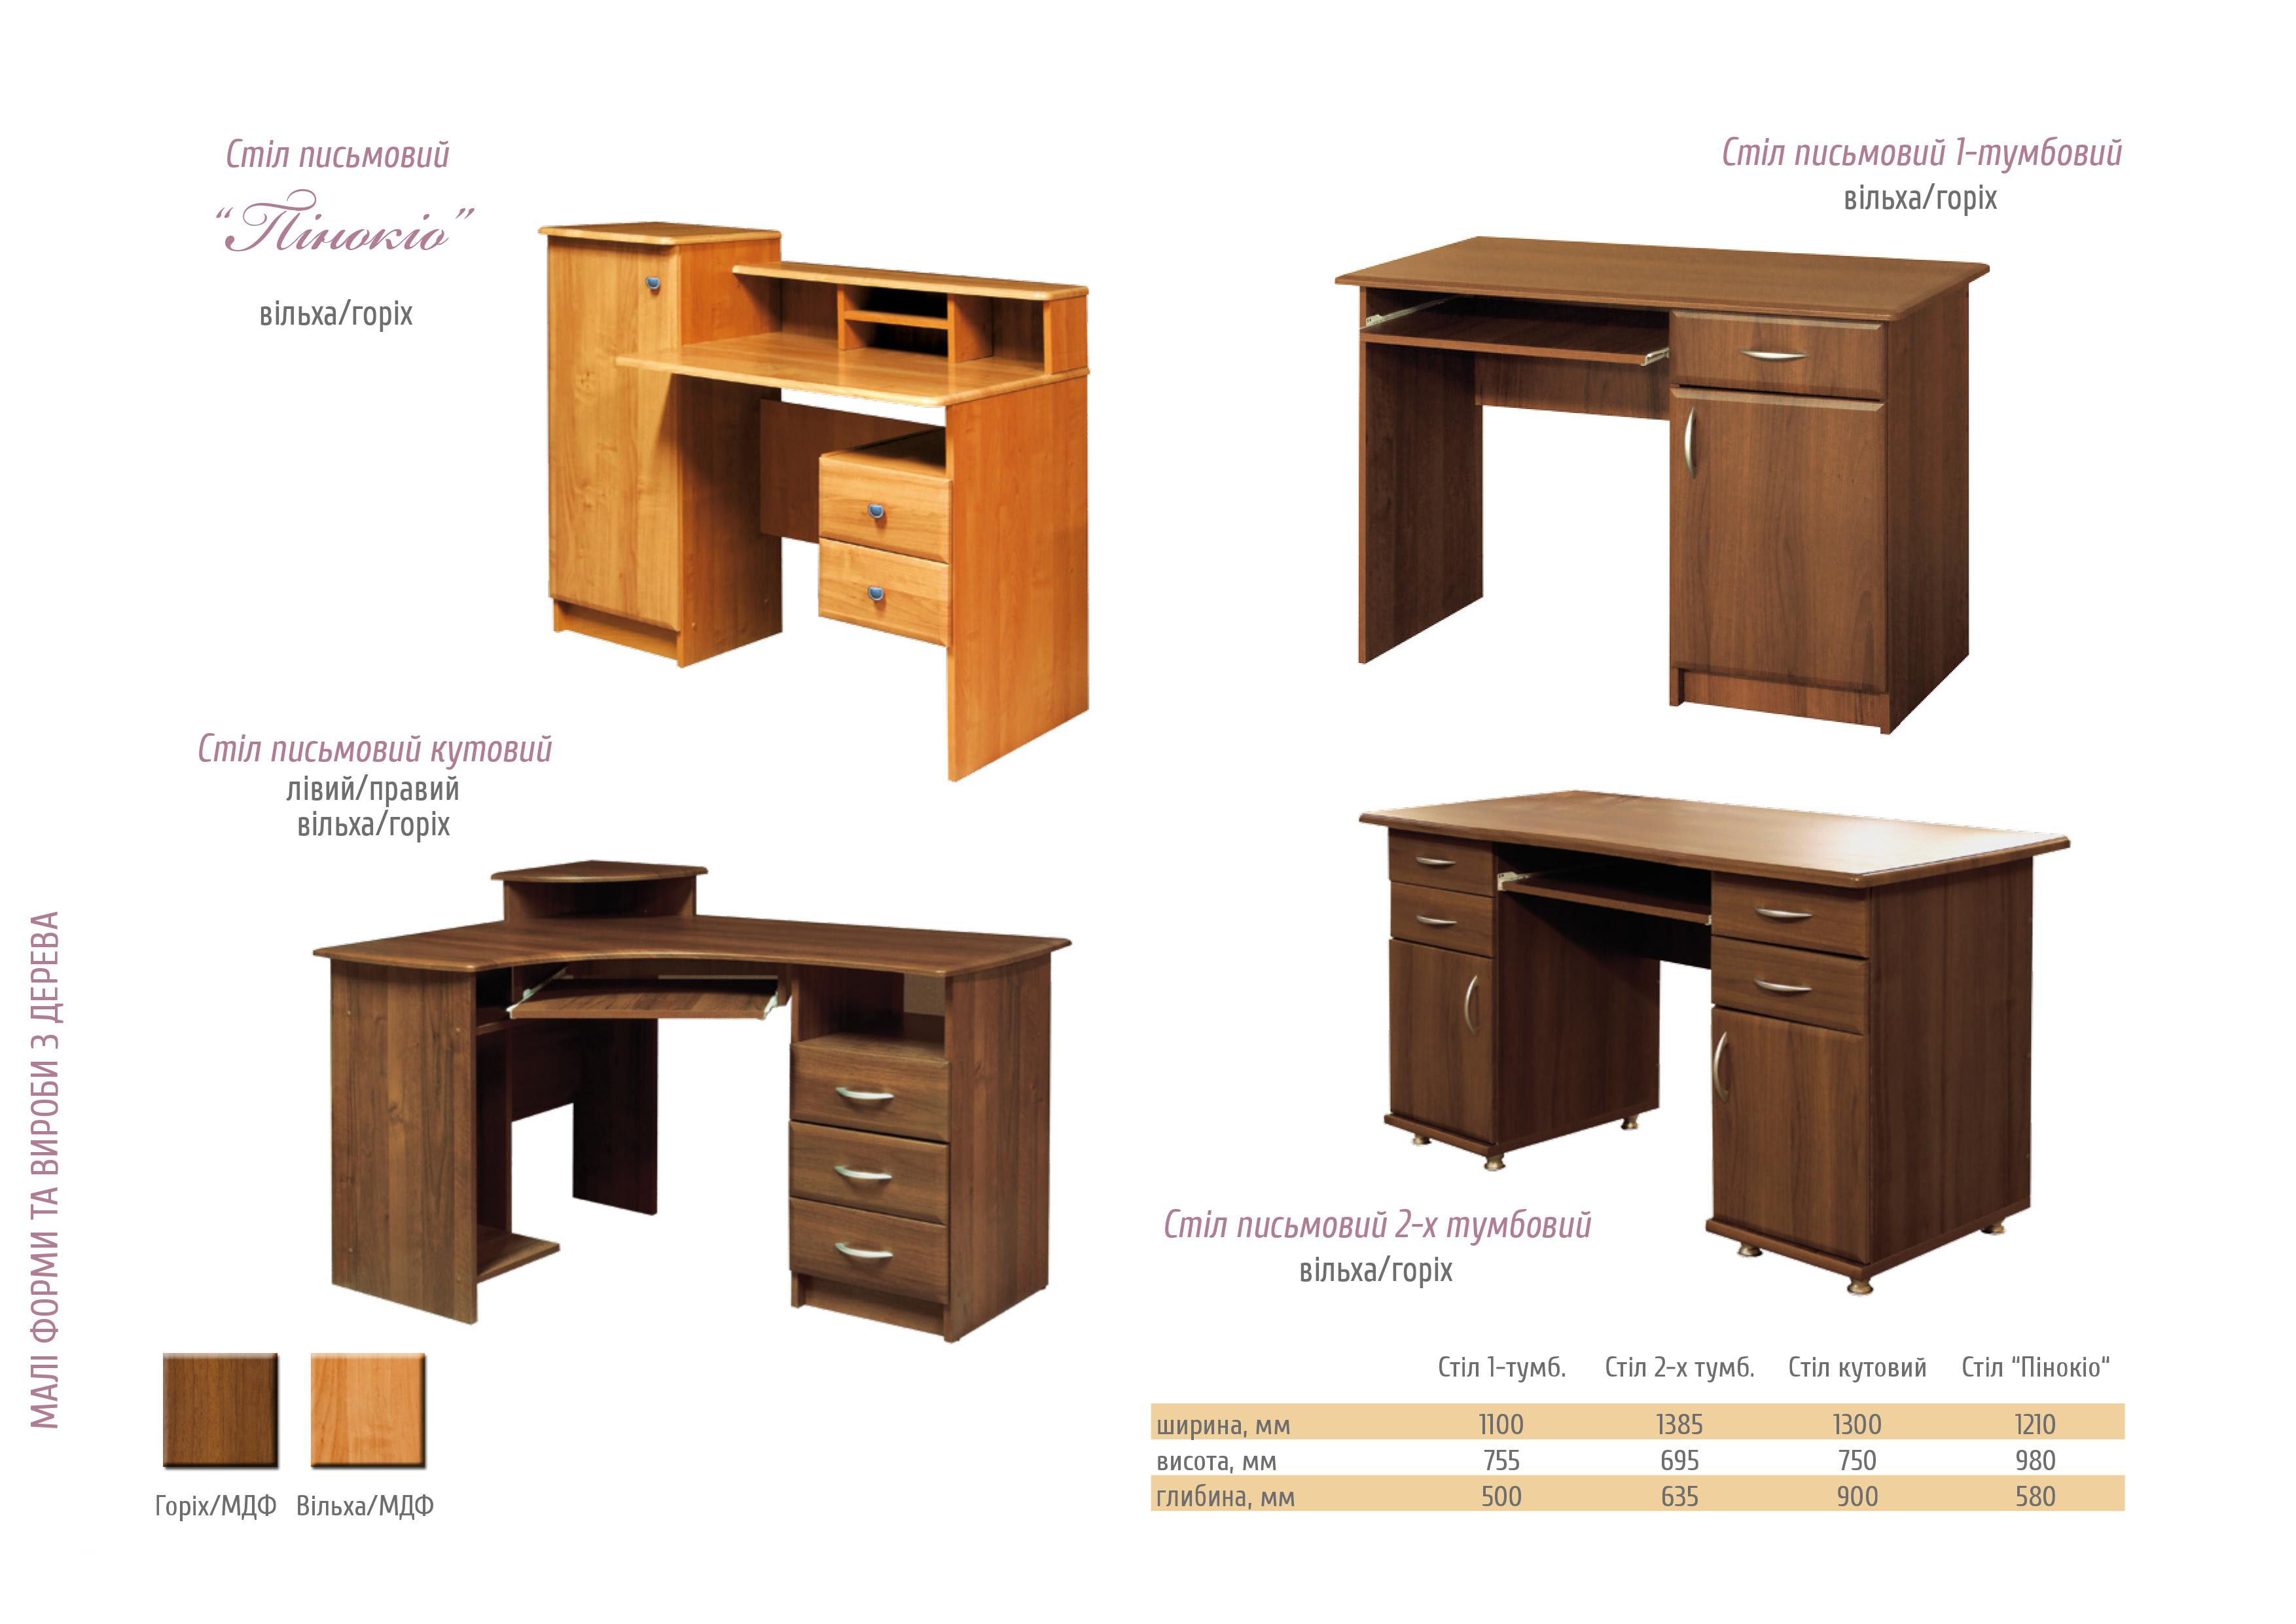 Стіл письмовий
“Пінокіо”
вільха/горіх
Стіл письмовий 1-тумбовий
вільха/горіх
Стіл письмовий кутовий
лівий/правий
вільха/горіх
Стіл письмовий 2-х тумбовий
вільха/горіх
МАЛІ ФОРМИ ТА ВИРОБИ З ДЕРЕВА
Горіх/МДФ Вільха/МДФ
Стіл 1-тумб. Стіл 2-х тумб. Стіл кутовий Стіл “Пінокіо“
ширина, мм 1100 1385 1300 1210
висота, мм 755 695 750 980
глибина, мм 500 635 900 580